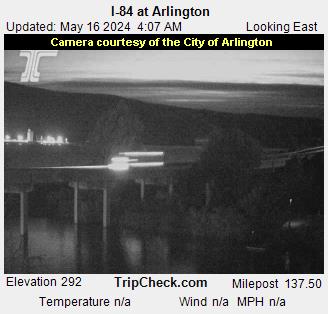 I-84 at Arlington
Updated: May 16 2024 4:07 AM Looking East
Camera courtesy of the City of Arlington
Elevation 292 TripCheck.com Milepost 137.50
Temperature n/a Wind n/a MPH n/a